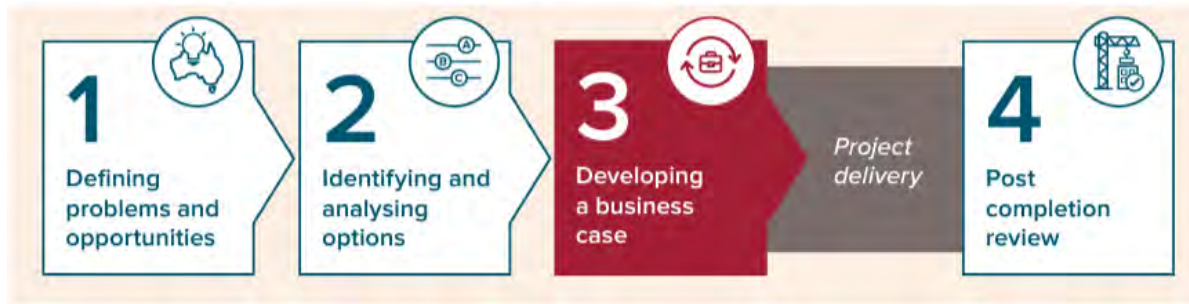 1
Defining
problems and
opportunities
A
B
C
2
Identifying and
analysing
options
3
Developing
a business
case
Project
delivery
4
Post
completion
review